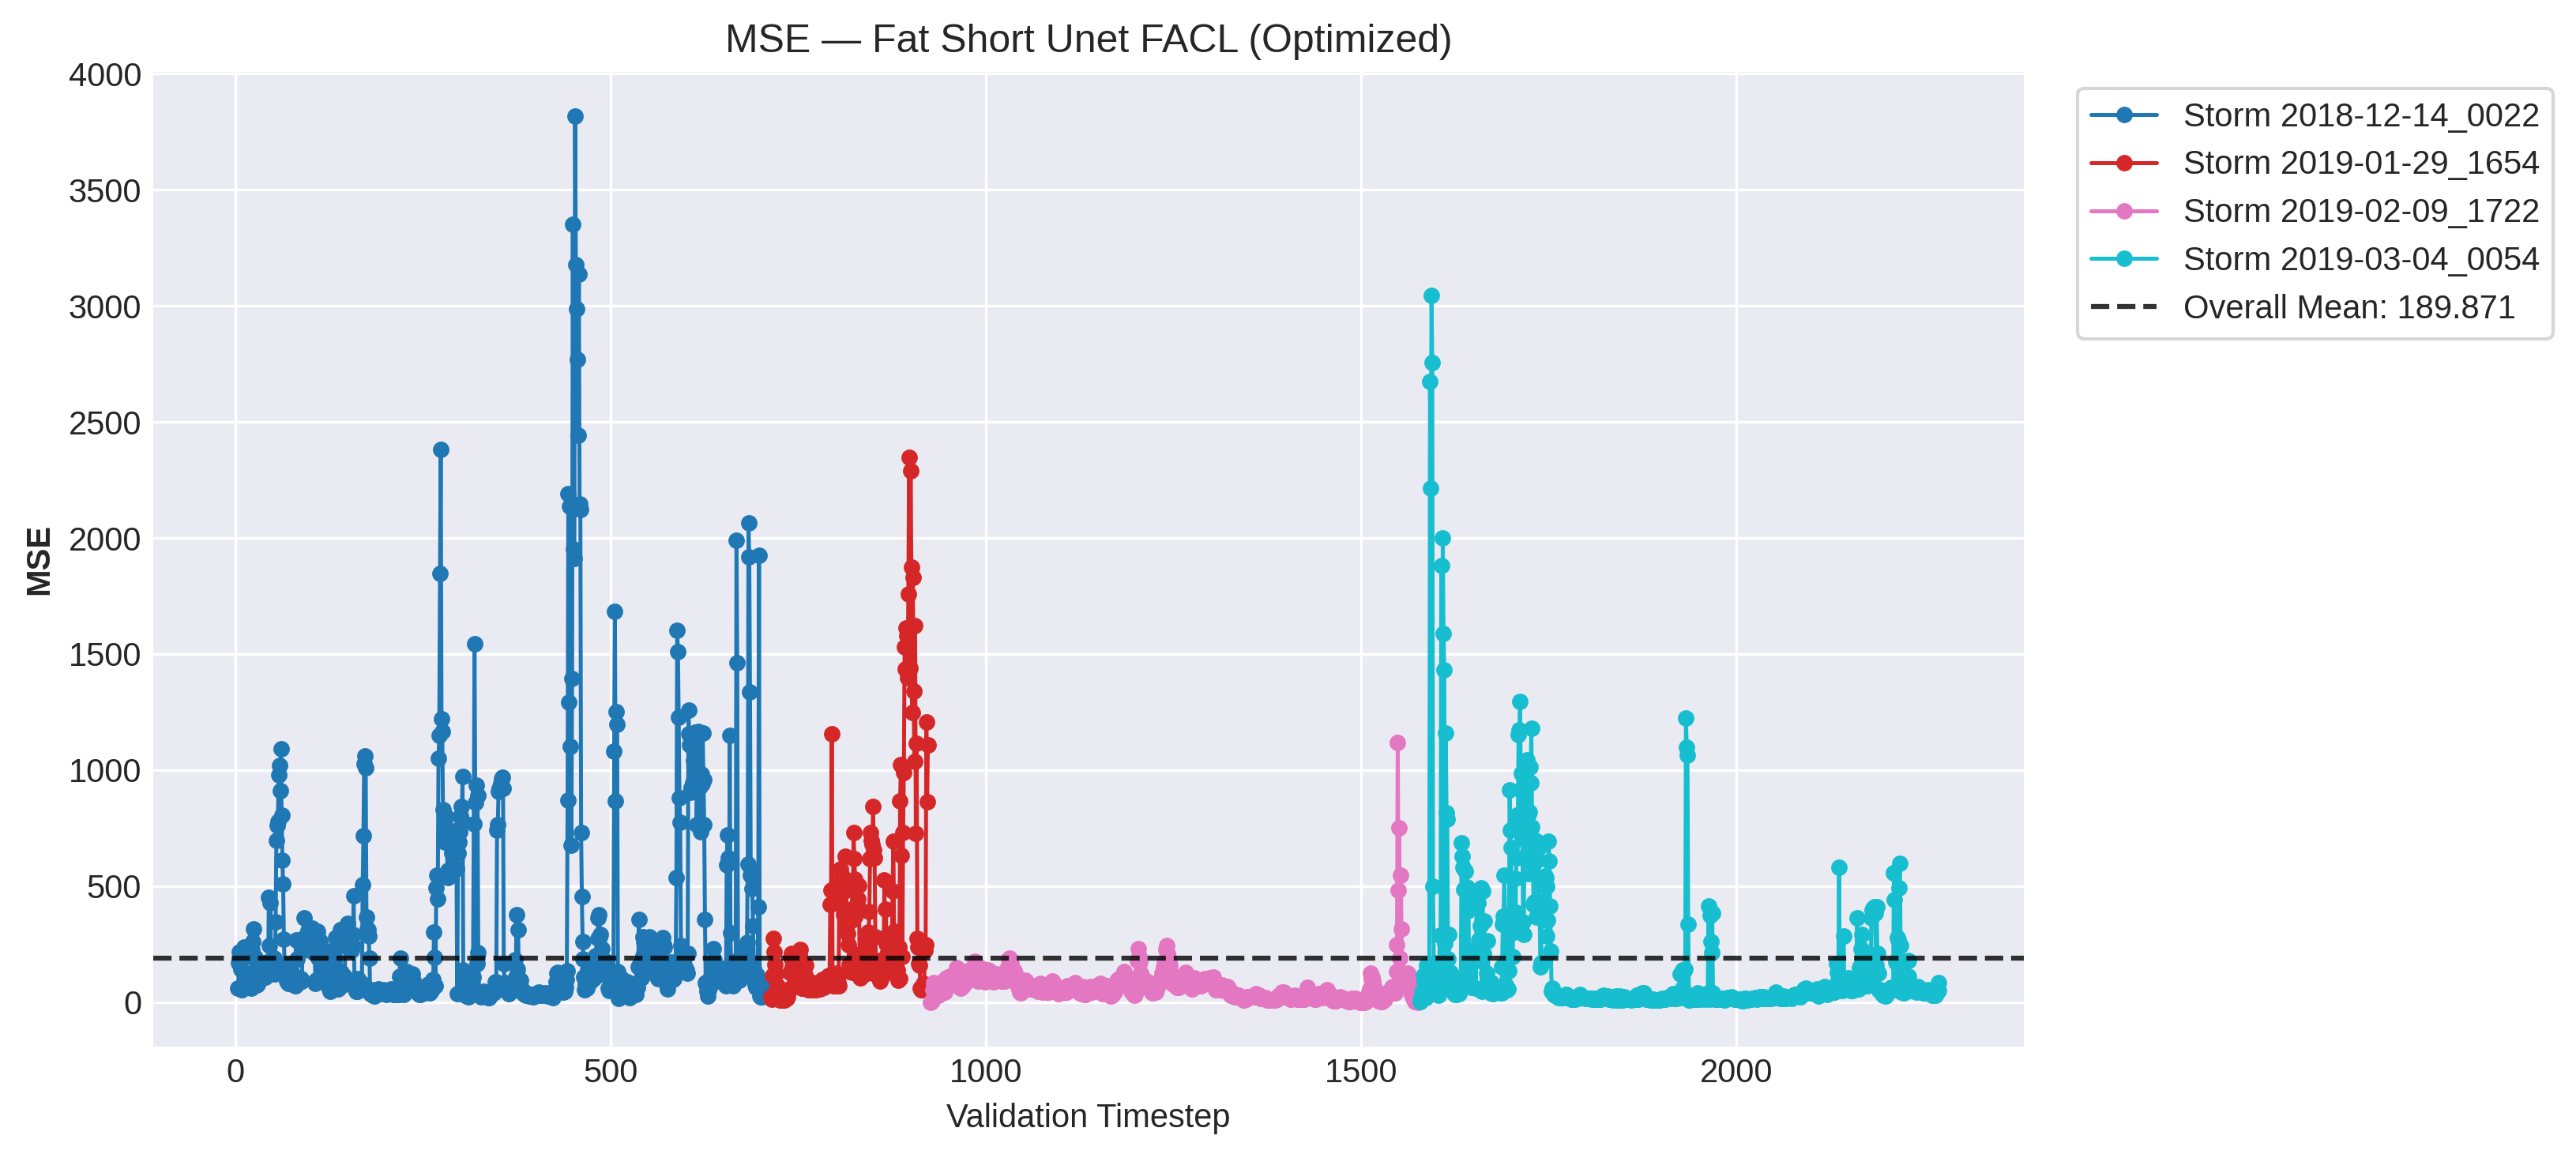 MSE — Fat Short Unet FACL (Optimized)
4000
3500
3000
2500
2000
1500
1000
500
0
MSE
0 500 1000 1500 2000
Validation Timestep
Storm 2018-12-14_0022
Storm 2019-01-29_1654
Storm 2019-02-09_1722
Storm 2019-03-04_0054
Overall Mean: 189.871